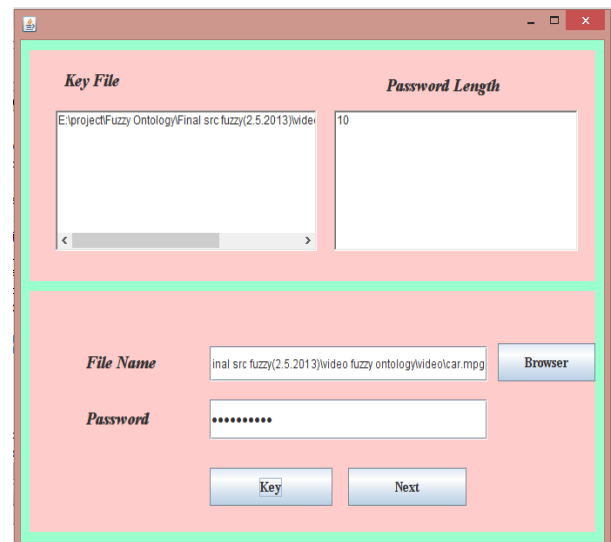 Key File
Password Length
E:\project\Fuzzy Ontology\Final src fuzzy(2.5.2013)\vide
10
File Name
inal src fuzzy(2.5.2013)\video fuzzy ontology\video\car.mpg
Browser
Password
••••••••••
Key
Next